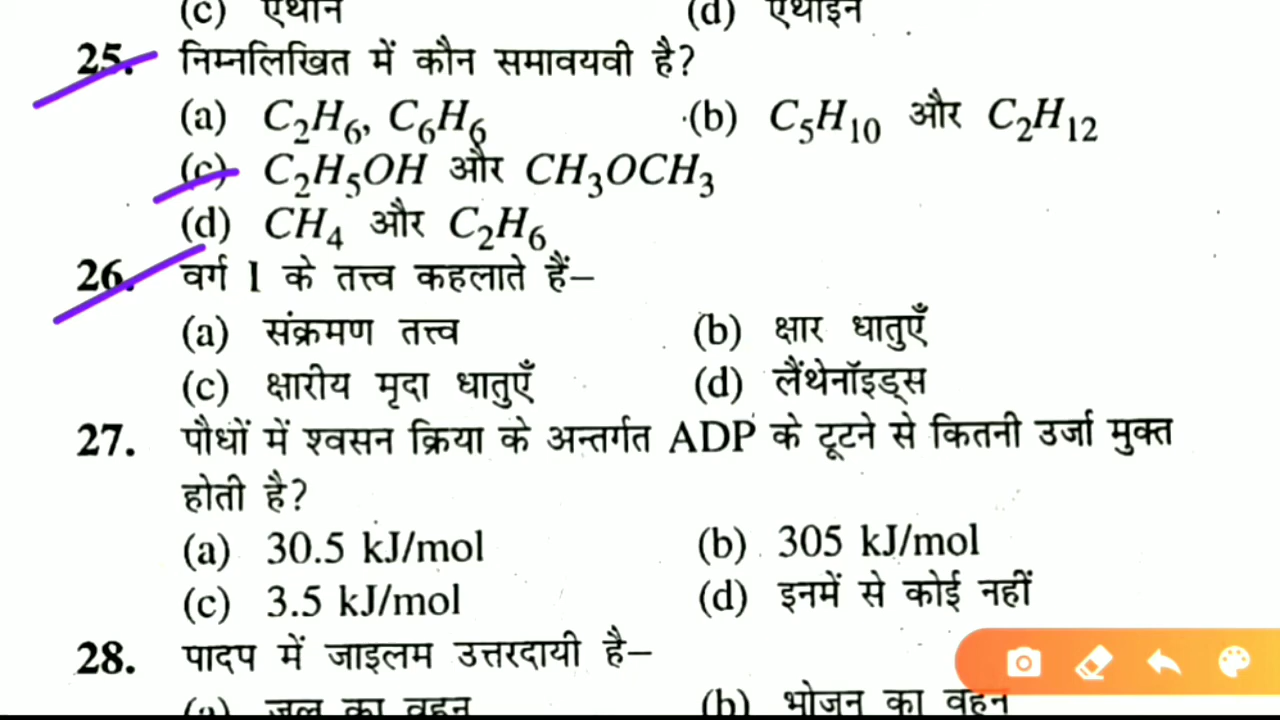 (c) एथीन (d) एथाइन
25. निम्नलिखित में कौन समावयवी है?
(a) C₂H₆, C₆H₆ (b) C₅H₁₀ और C₂H₁₂
(c) C₂H₅OH और CH₃OCH₃
(d) CH₄ और C₂H₆
26. वर्ग 1 के तत्त्व कहलाते हैं–
(a) संक्रमण तत्त्व (b) क्षार धातुएँ
(c) क्षारीय मृदा धातुएँ (d) लैंथेनॉइड्स
27. पौधों में श्वसन क्रिया के अन्तर्गत ADP के टूटने से कितनी उर्जा मुक्त
होती है?
(a) 30.5 kJ/mol (b) 305 kJ/mol
(c) 3.5 kJ/mol (d) इनमें से कोई नहीं
28. पादप में जाइलम उत्तरदायी है–
(a) जल का वहन (b) भोजन का वहन